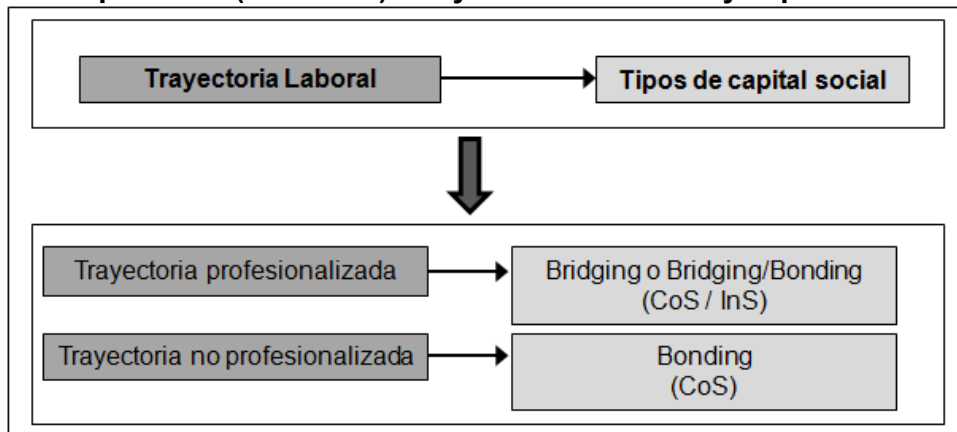 Trayectoria Laboral
Tipos de capital social
Trayectoria profesionalizada
Bridging o Bridging/Bonding
(CoS / InS)
Trayectoria no profesionalizada
Bonding
(CoS)